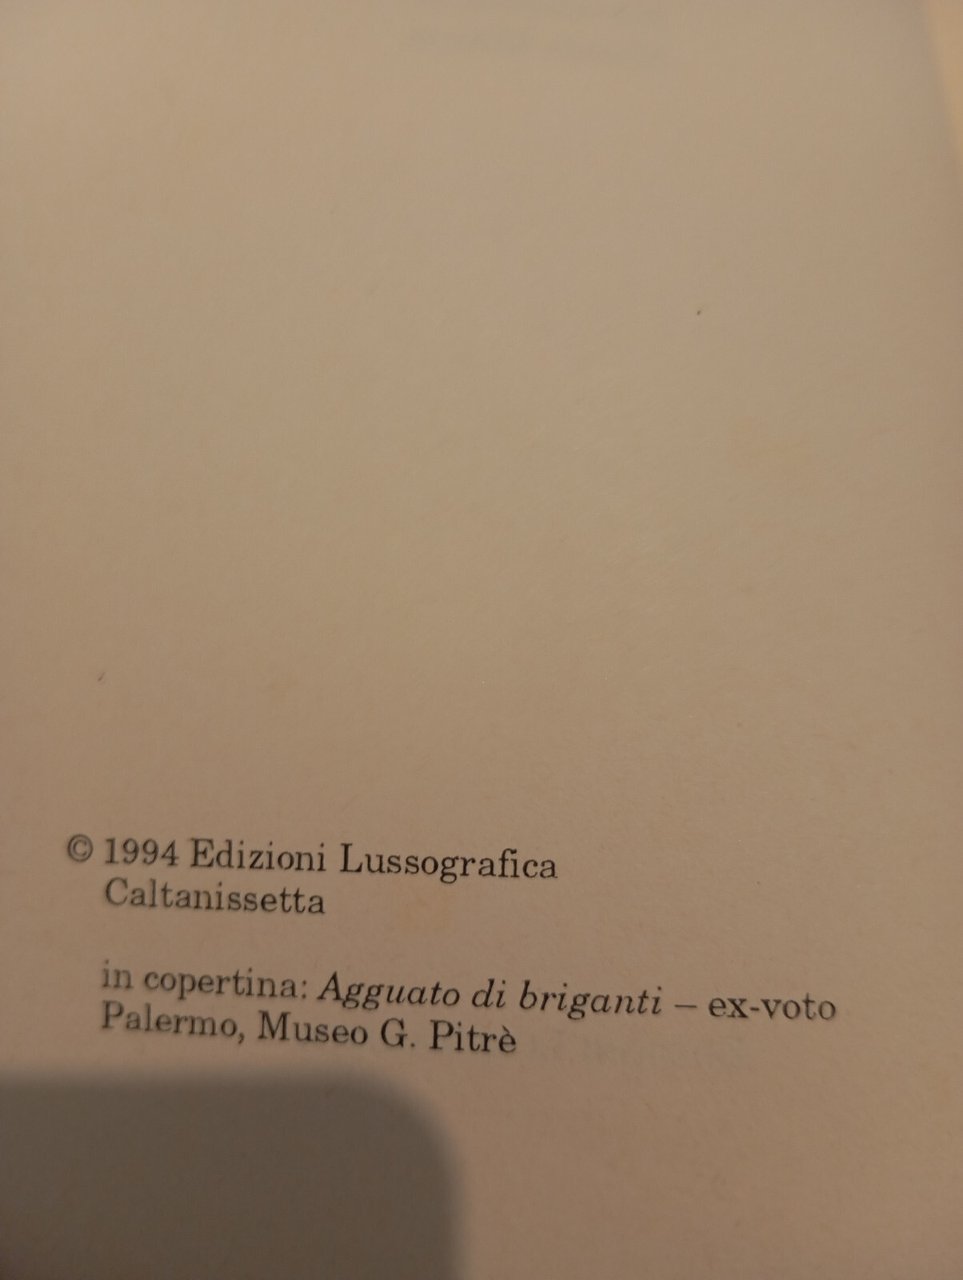 © 1994 Edizioni Lussografica
Caltanissetta
in copertina: Agguato di briganti – ex-voto
Palermo, Museo G. Pitrè